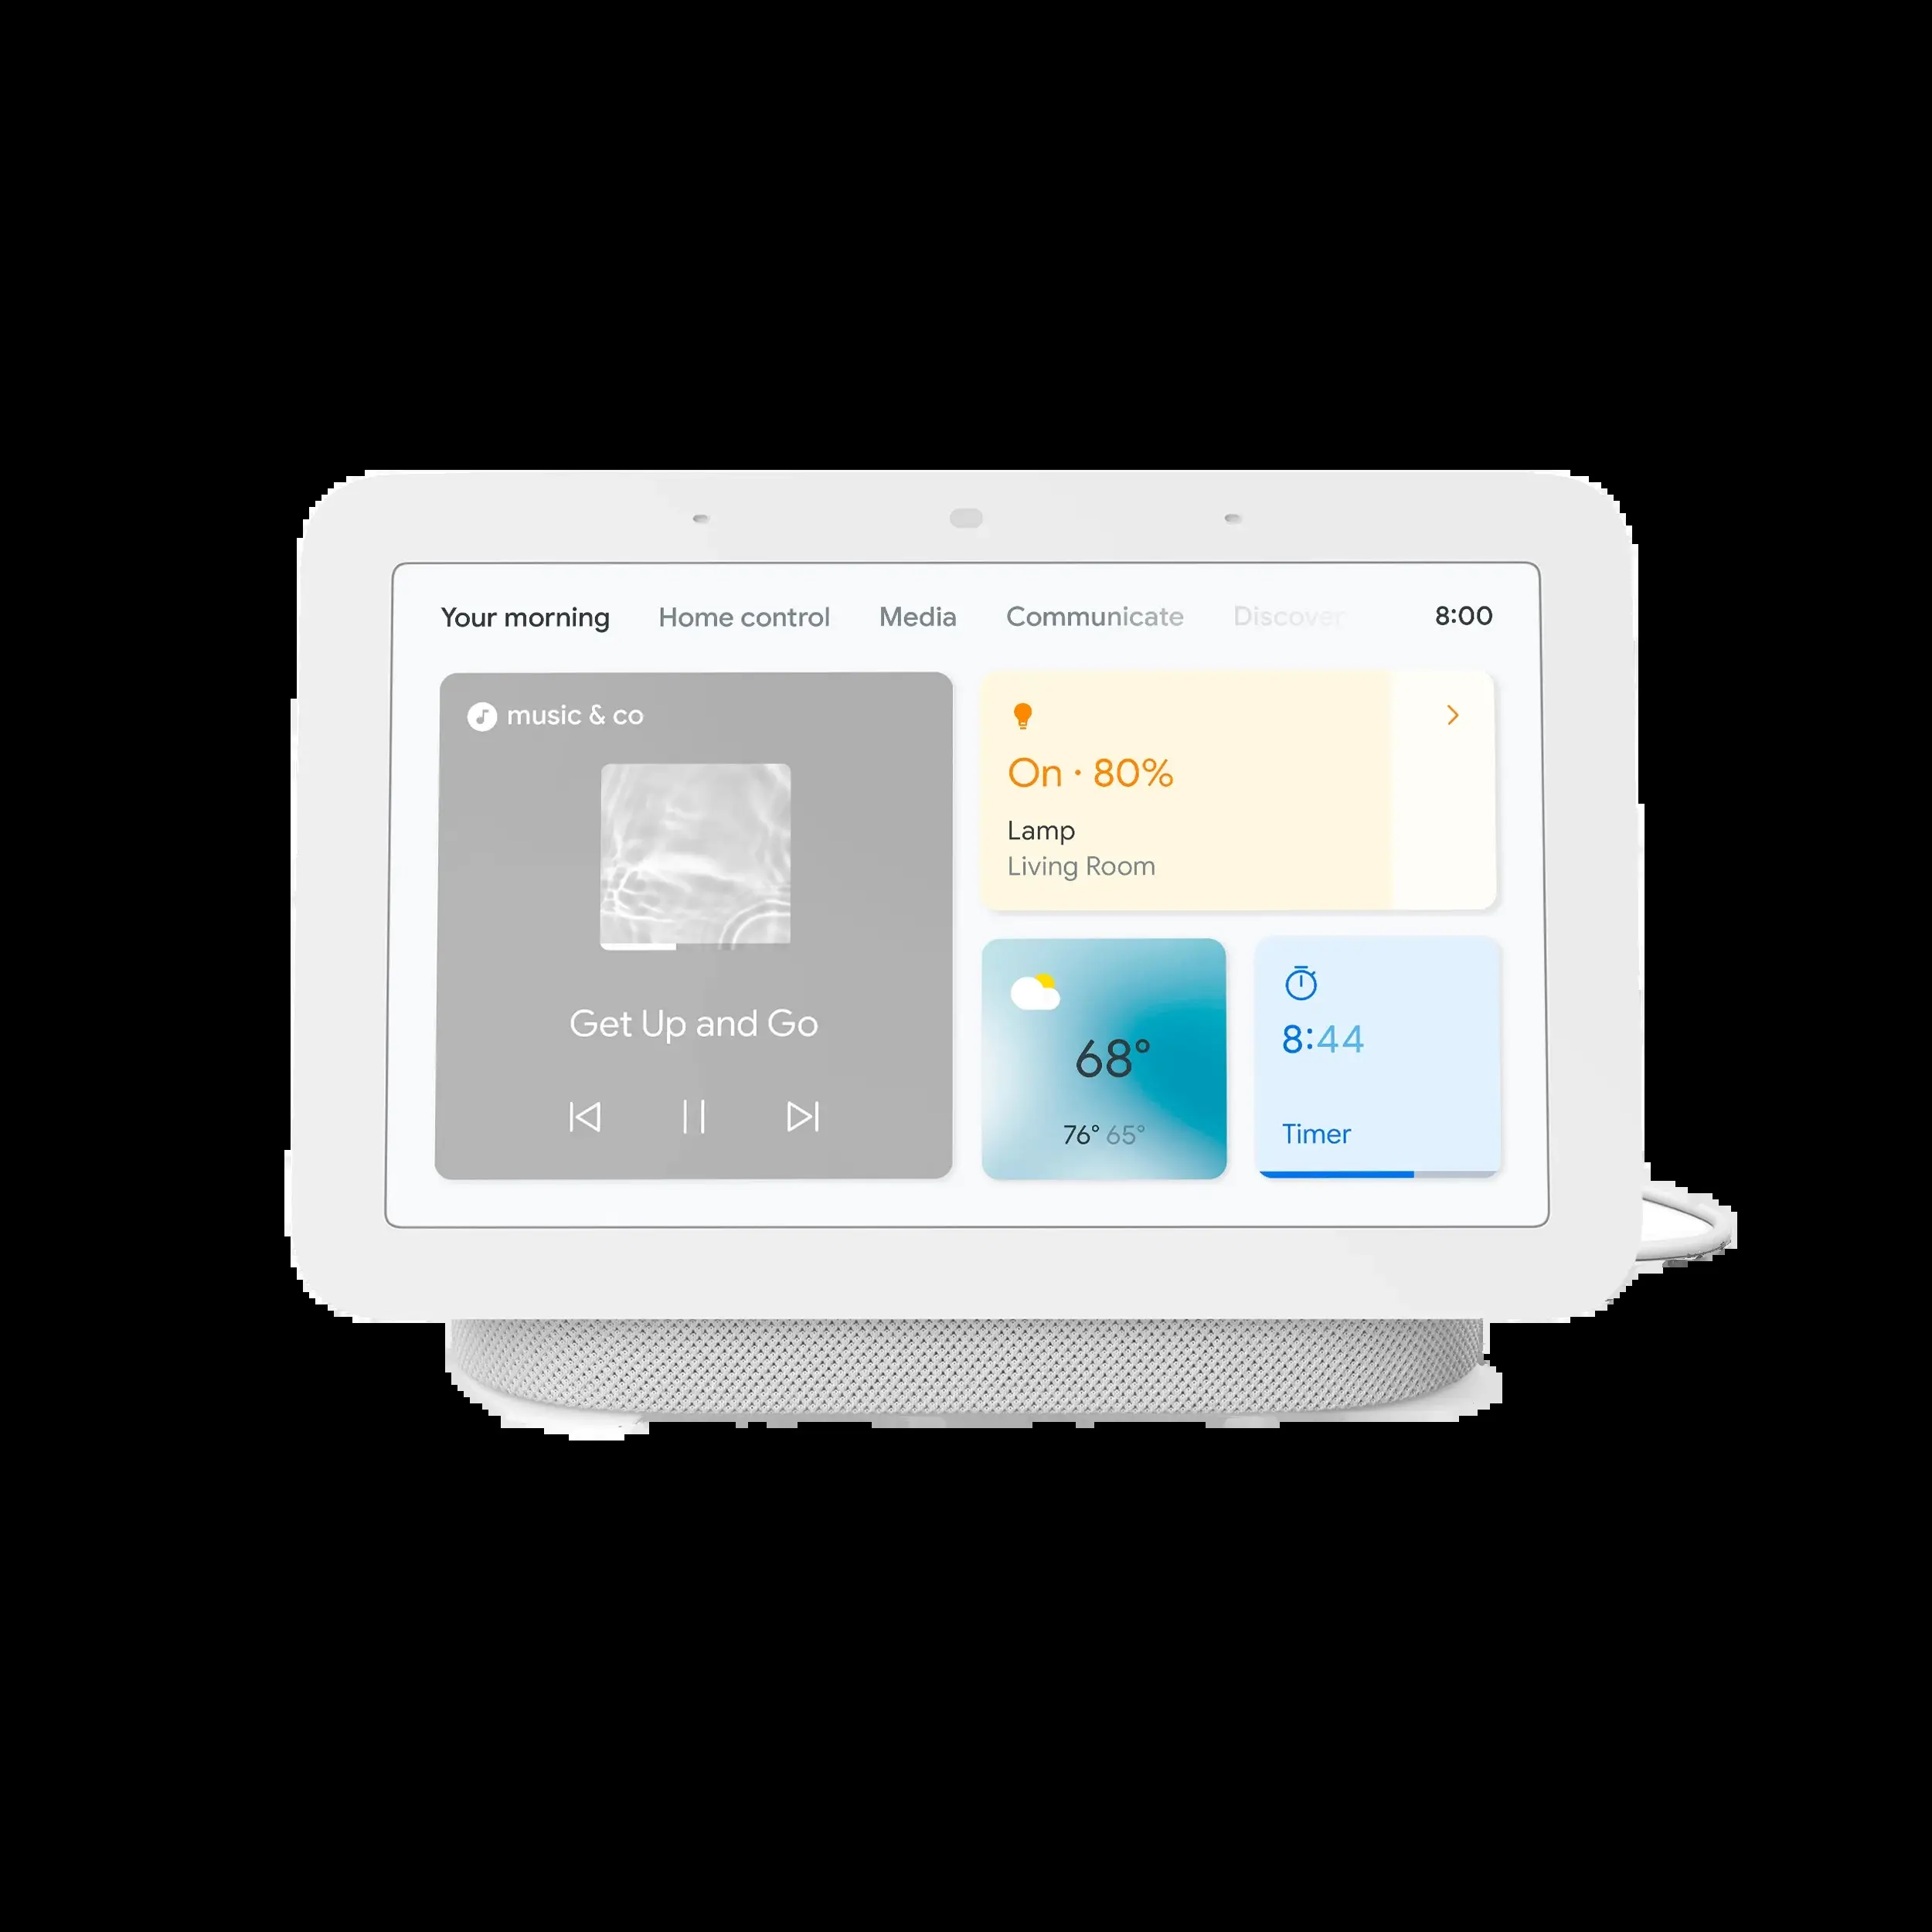 Your morning Home control Media Communicate Discover 8:00
music & co
Get Up and Go
On · 80%
Lamp
Living Room
68°
76° 65°
8:44
Timer